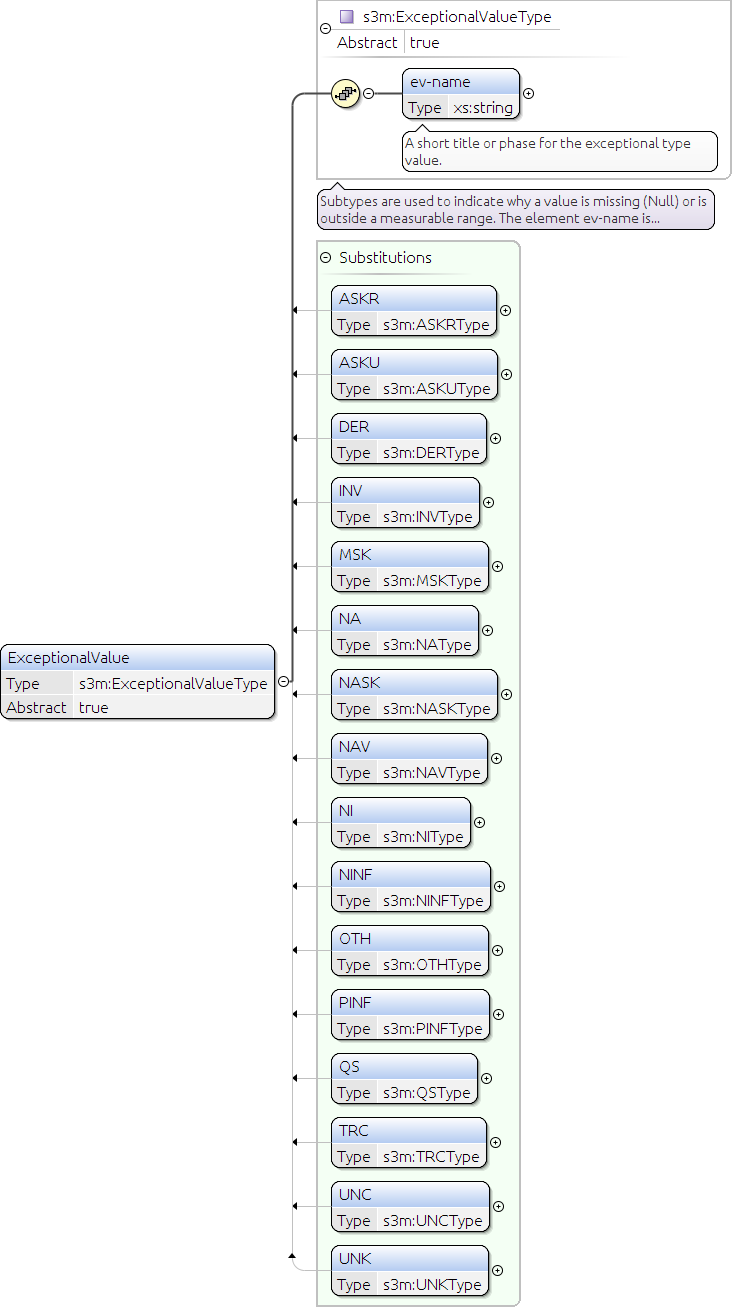 s3m:ExceptionalValueType
Abstract true
ev-name
Type xs:string
A short title or phase for the exceptional type
value.
Subtypes are used to indicate why a value is missing (Null) or is
outside a measurable range. The element ev-name is...
Substitutions
ASKR
Type s3m:ASKRType
ASKU
Type s3m:ASKUType
DER
Type s3m:DERType
INV
Type s3m:INVType
MSK
Type s3m:MSKType
NA
Type s3m:NAType
ExceptionalValue
Type s3m:ExceptionalValueType
Abstract true
NASK
Type s3m:NASKType
NAV
Type s3m:NAVType
NI
Type s3m:NIType
NINF
Type s3m:NINFType
OTH
Type s3m:OTHType
PINF
Type s3m:PINFType
QS
Type s3m:QSType
TRC
Type s3m:TRCType
UNC
Type s3m:UNCType
UNK
Type s3m:UNKType